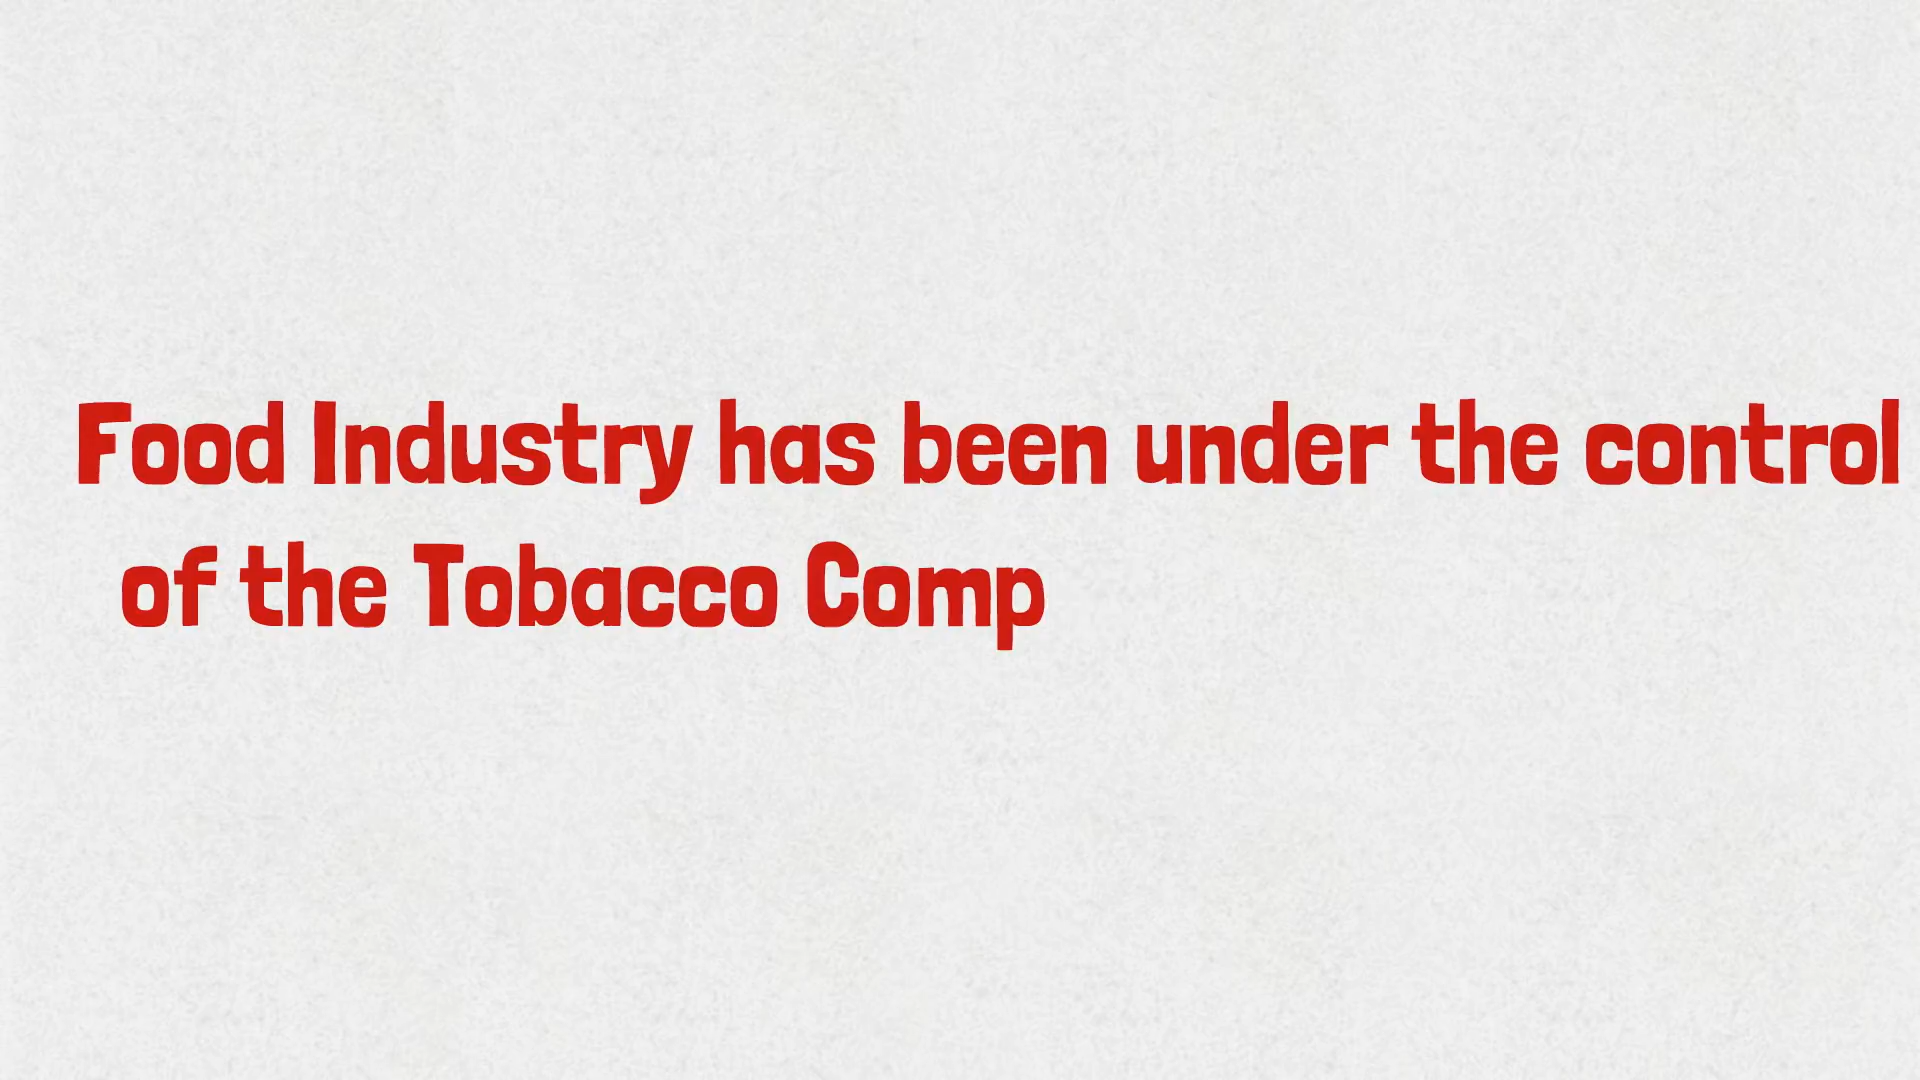 Food Industry has been under the control
of the Tobacco Comp